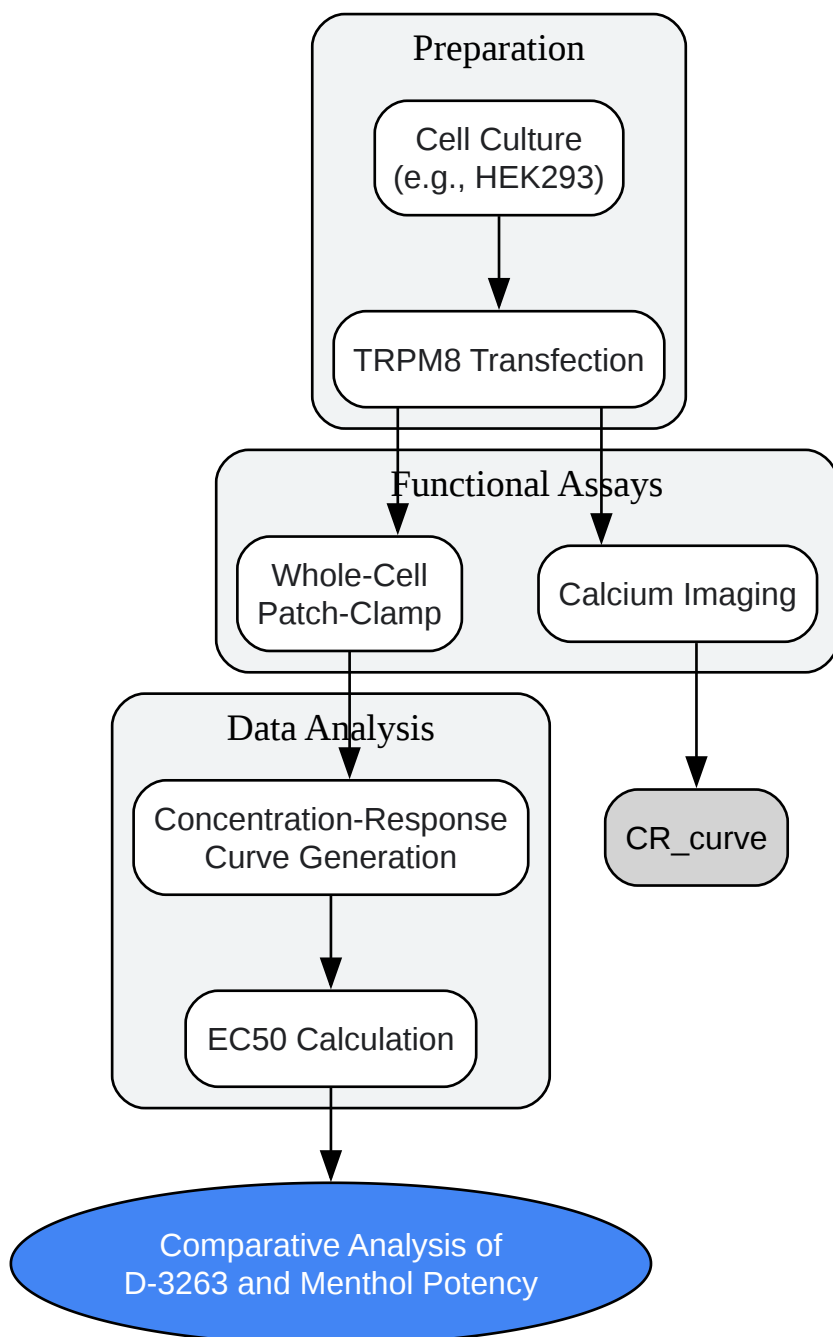 Preparation
Cell Culture
(e.g., HEK293)
TRPM8 Transfection
Functional Assays
Whole-Cell
Patch-Clamp
Calcium Imaging
Data Analysis
Concentration-Response
Curve Generation
CR_curve
EC50 Calculation
Comparative Analysis of
D-3263 and Menthol Potency